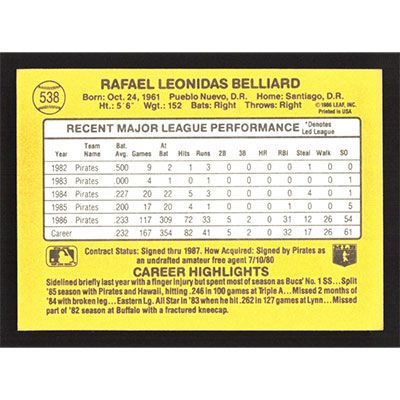 538
RAFAEL LEONIDAS BELLIARD
Born: Oct. 24, 1961 Pueblo Nuevo, D.R. Home: Santiago, D.R.
Ht.: 5'6" Wgt.: 152 Bats: Right Throws: Right
©1986 LEAF, INC.
PRINTED IN U.S.A.
RECENT MAJOR LEAGUE PERFORMANCE
*Denotes Led League
Year Team Name Bat. Avg. Games At Bat Hits Runs 2B 3B HR RBI Steal Walk SO
1982 Pirates .500 9 2 1 3 0 0 0 0 1 0 0
1983 Pirates .000 4 1 0 1 0 0 0 0 0 0 1
1984 Pirates .227 20 22 5 3 0 0 0 0 4 0 1
1985 Pirates .200 17 20 4 1 0 0 0 1 0 0 5
1986 Pirates .233 117 309 72 33 5 2 0 31 12 26 54
Career .232 167 354 82 41 5 2 0 32 17 26 61
Contract Status: Signed thru 1987. How Acquired: Signed by Pirates as
an undrafted amateur free agent 7/10/80
CAREER HIGHLIGHTS
Sidelined briefly last year with a finger injury but spent most of season as Bucs' No. 1 SS...Split
'85 season with Pirates and Hawaii, hitting .246 in 100 games at Triple A...Missed 2 months of
'84 with broken leg...Eastern Lg. All Star in '83 when he hit .262 in 127 games at Lynn...Missed
part of '82 season at Buffalo with a fractured kneecap.